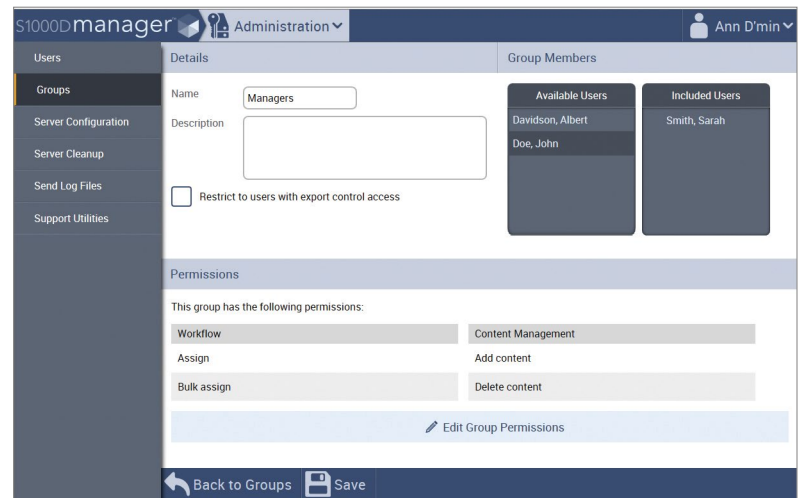 S1000Dmanager Administration Ann D'min
Users
Groups
Server Configuration
Server Cleanup
Send Log Files
Support Utilities
Details
Name Managers
Description
Restrict to users with export control access
Group Members
Available Users Included Users
Davidson, Albert Smith, Sarah
Doe, John
Permissions
This group has the following permissions:
Workflow Content Management
Assign Add content
Bulk assign Delete content
Edit Group Permissions
Back to Groups Save